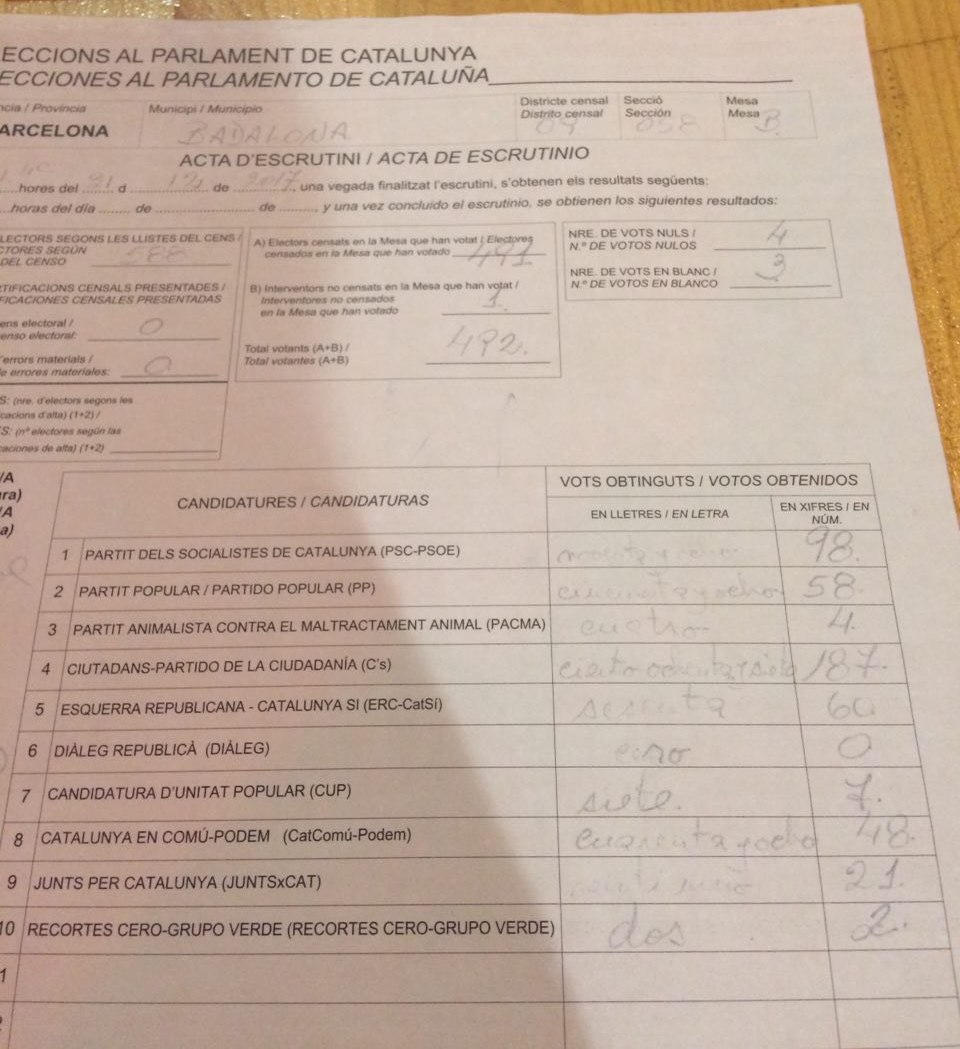 ECCIONS AL PARLAMENT DE CATALUNYA
ECCIONES AL PARLAMENTO DE CATALUÑA
ncia / Provincia Municipi / Municipio Districte censal Secció Mesa
Distrito censal Sección Mesa
ARCELONA BADALONA 04 B
ACTA D'ESCRUTINI / ACTA DE ESCRUTINIO
hores del 21 d 12 de 2017, una vegada finalitzat l'escrutini, s'obtenen els resultats següents:
horas del día de de , y una vez concluido el escrutinio, se obtienen los siguientes resultados:
LECTORS SEGONS LES LLISTES DEL CENS /
CTORES SEGÚN
DEL CENSO 588
RTIFICACIONS CENSALS PRESENTADES /
FICACIONES CENSALES PRESENTADAS
ens electoral /
enso electoral: 0
errors materials /
e errores materiales: 0
S: (nre. d'electors segons les
cacions d'alta) (1+2) /
S: (nº electores según las
caciones de alta) (1+2)
A) Electors censats en la Mesa que han votat / Electores
censados en la Mesa que han votado 491
B) Interventors no censats en la Mesa que han votat /
Interventores no censados
en la Mesa que han votado 1.
Total votants (A+B) /
Total votantes (A+B) 492.
NRE. DE VOTS NULS /
N.º DE VOTOS NULOS 4
NRE. DE VOTS EN BLANC /
N.º DE VOTOS EN BLANCO 3
/A
ura)
/A
a)
CANDIDATURES / CANDIDATURAS VOTS OBTINGUTS / VOTOS OBTENIDOS
EN LLETRES / EN LETRA EN XIFRES / EN
NÚM.
1 PARTIT DELS SOCIALISTES DE CATALUNYA (PSC-PSOE) 98.
2 PARTIT POPULAR / PARTIDO POPULAR (PP) cincuenta y ocho 58.
3 PARTIT ANIMALISTA CONTRA EL MALTRACTAMENT ANIMAL (PACMA) cuatro 4.
4 CIUTADANS-PARTIDO DE LA CIUDADANÍA (C's) ciento ochenta y siete 187.
5 ESQUERRA REPUBLICANA - CATALUNYA SI (ERC-CatSí) sesenta 60
6 DIÀLEG REPUBLICÀ (DIÀLEG) cero 0
7 CANDIDATURA D'UNITAT POPULAR (CUP) siete. 7.
8 CATALUNYA EN COMÚ-PODEM (CatComú-Podem) cuarenta y ocho 48.
9 JUNTS PER CATALUNYA (JUNTSxCAT) 21.
10 RECORTES CERO-GRUPO VERDE (RECORTES CERO-GRUPO VERDE) dos 2.
1
2